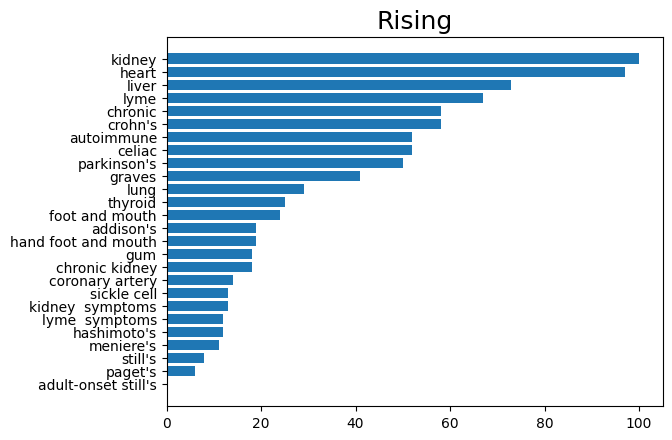 Rising
kidney
heart
liver
lyme
chronic
crohn's
autoimmune
celiac
parkinson's
graves
lung
thyroid
foot and mouth
addison's
hand foot and mouth
gum
chronic kidney
coronary artery
sickle cell
kidney  symptoms
lyme  symptoms
hashimoto's
meniere's
still's
paget's
adult-onset still's
0 20 40 60 80 100